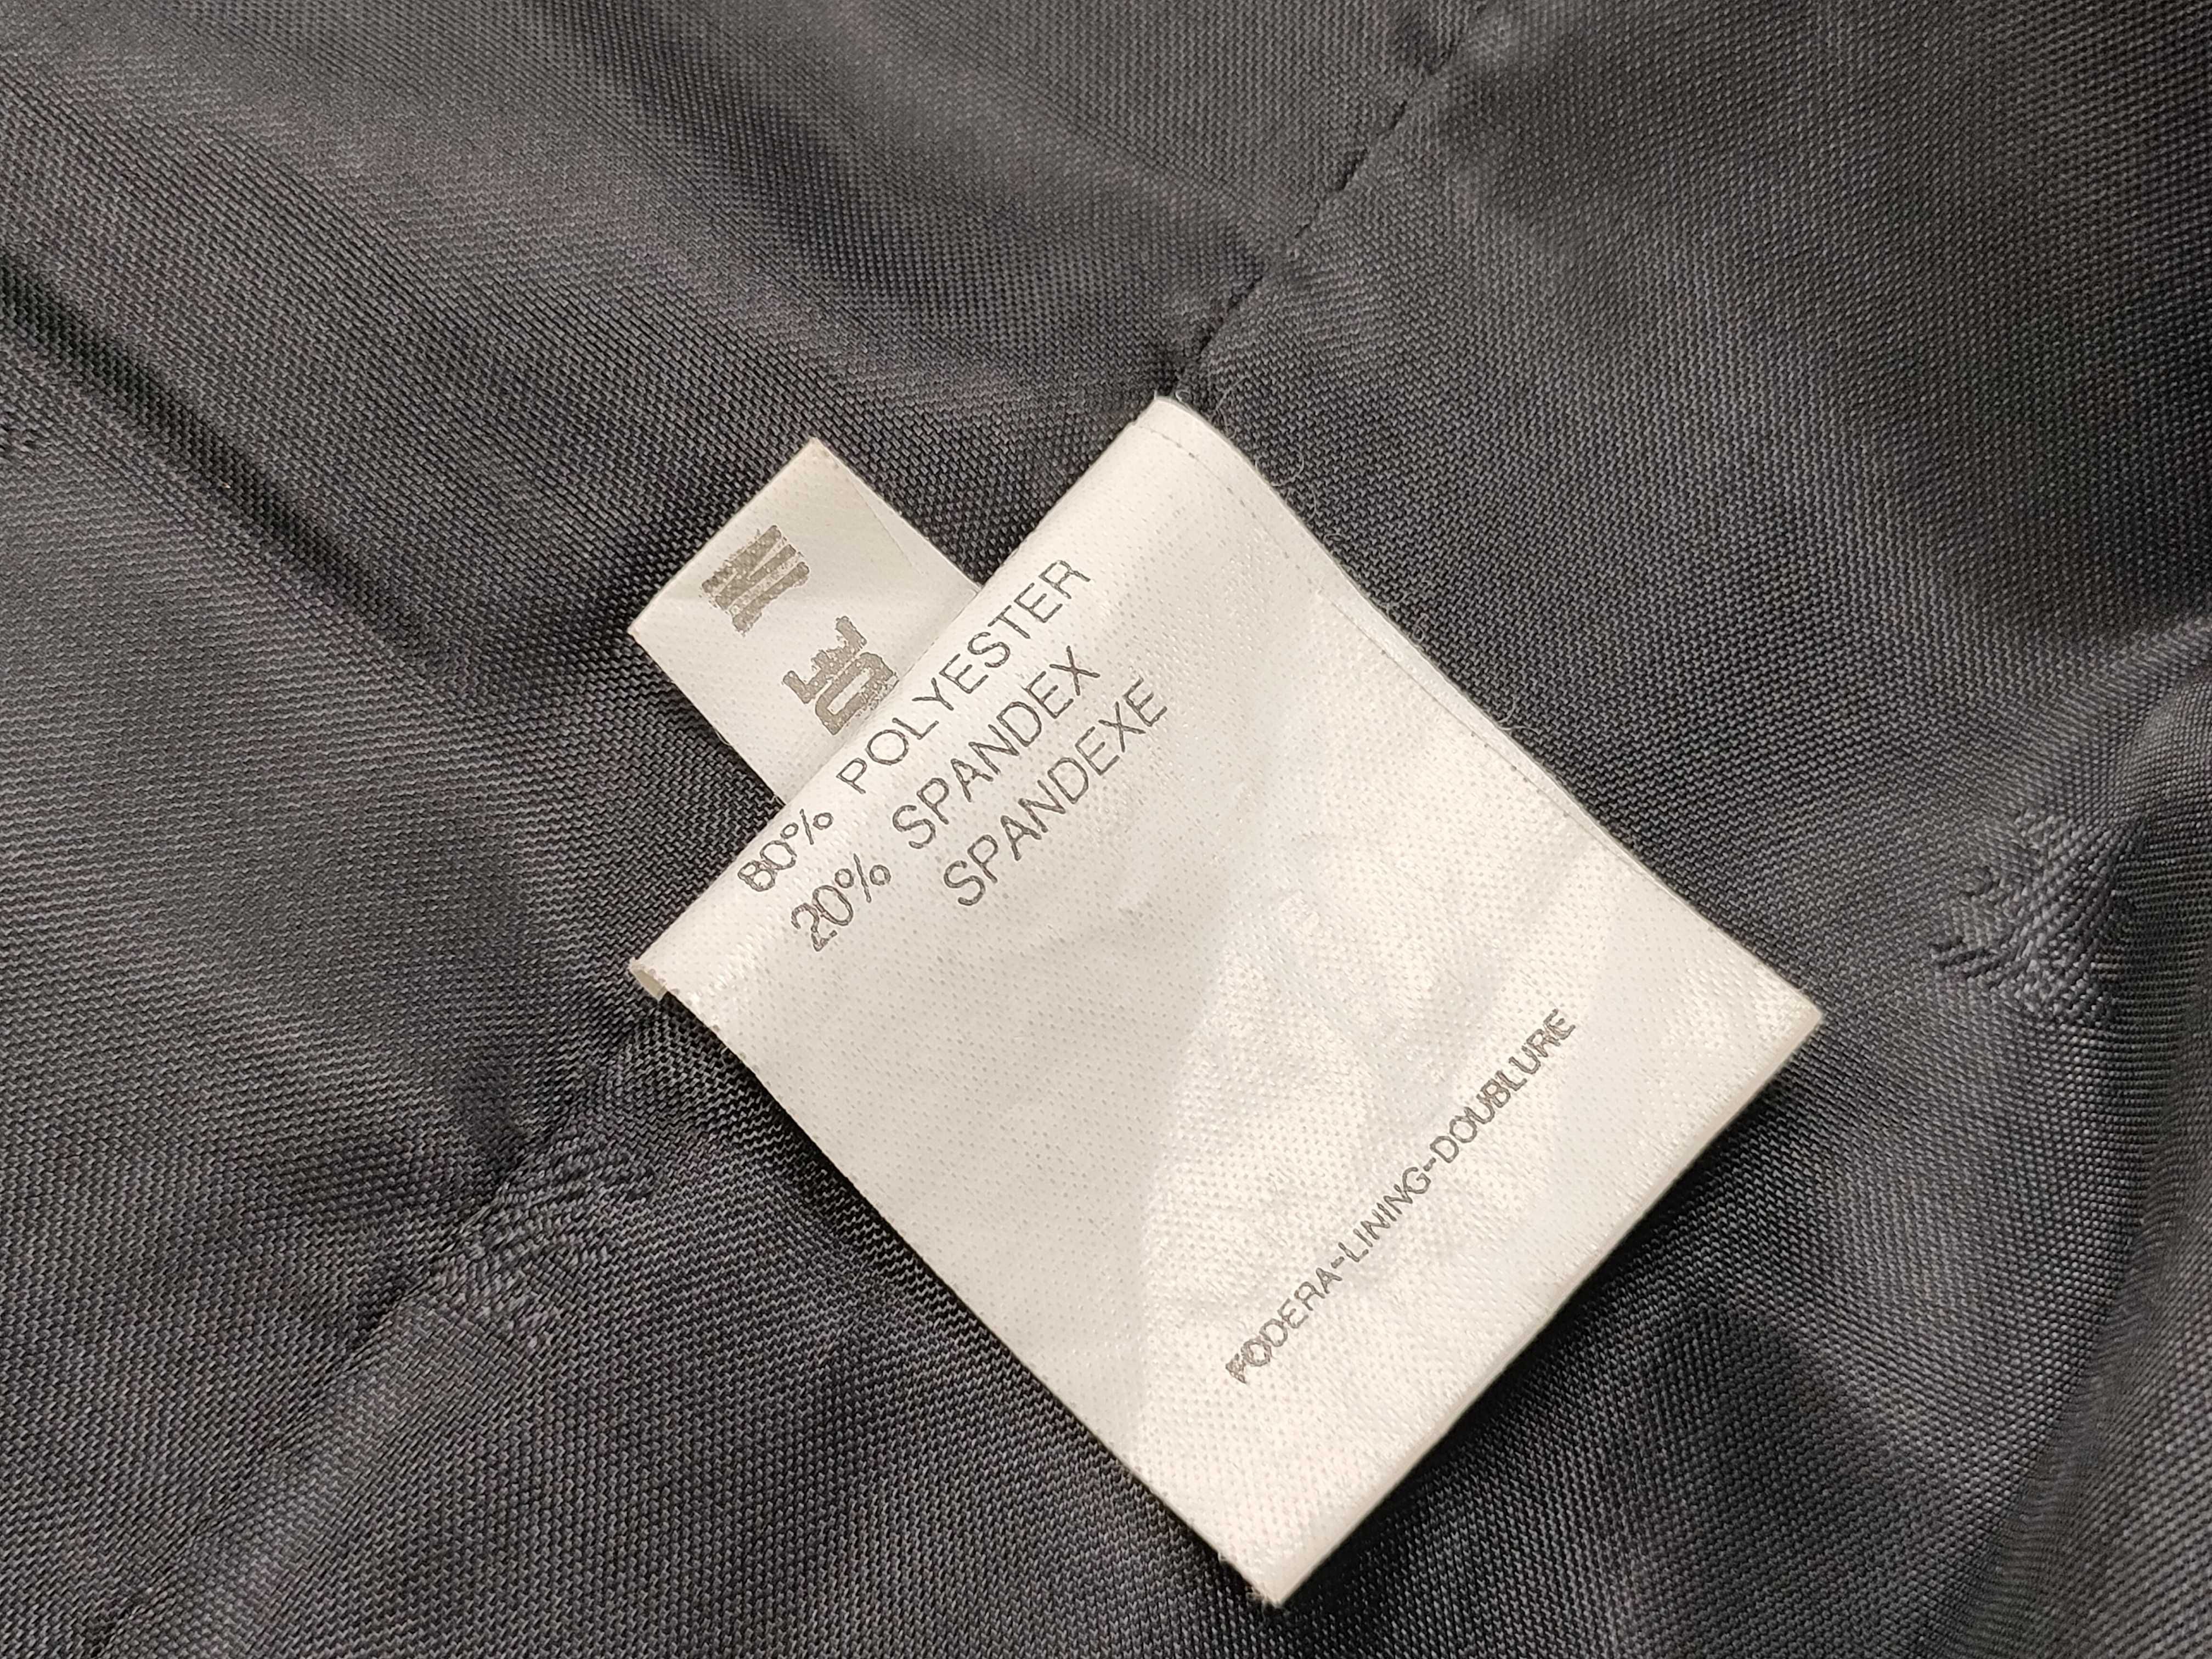 80% POLYESTER
20% SPANDEX
SPANDEXE
FODERA-LINING-DOUBLURE